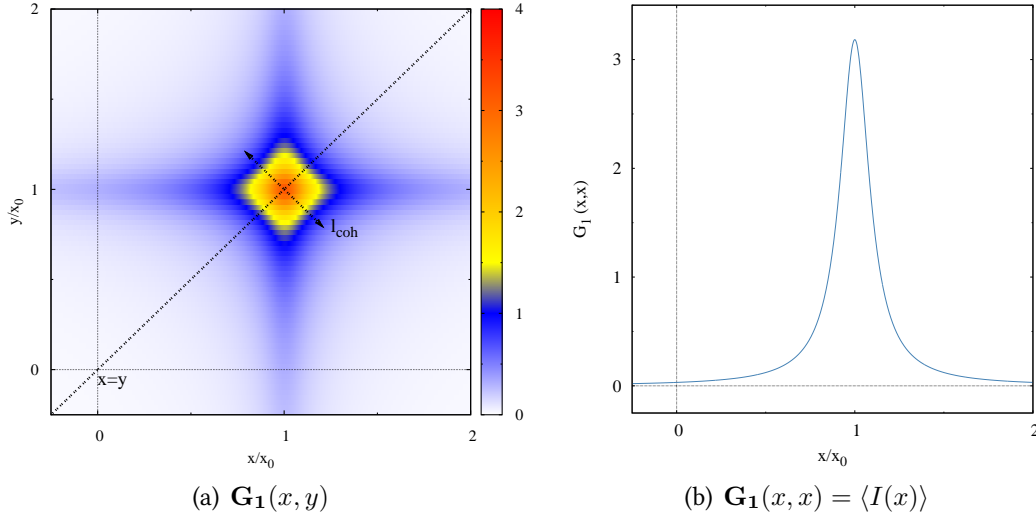 2
1
0
y/x0
0
1
2
x/x0
x=y
lcoh
4
3
2
1
0
(a) G1(x, y)
3
2
1
0
G1 (x,x)
0
1
2
x/x0
(b) G1(x, x) = ⟨I(x)⟩